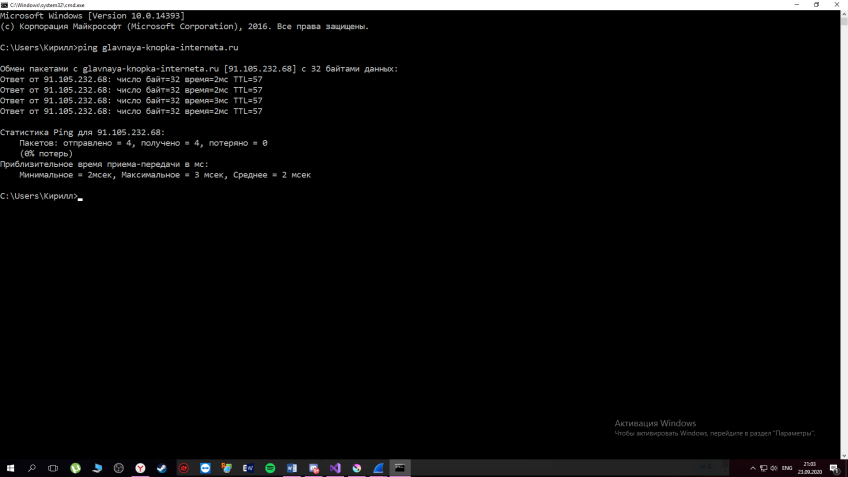 C:\Windows\system32\cmd.exe
Microsoft Windows [Version 10.0.14393]
(c) Корпорация Майкрософт (Microsoft Corporation), 2016. Все права защищены.
C:\Users\Кирилл>ping glavnaya-knopka-interneta.ru
Обмен пакетами с glavnaya-knopka-interneta.ru [91.105.232.68] с 32 байтами данных:
Ответ от 91.105.232.68: число байт=32 время=2мс TTL=57
Ответ от 91.105.232.68: число байт=32 время=2мс TTL=57
Ответ от 91.105.232.68: число байт=32 время=3мс TTL=57
Ответ от 91.105.232.68: число байт=32 время=2мс TTL=57
Статистика Ping для 91.105.232.68:
Пакетов: отправлено = 4, получено = 4, потеряно = 0
(0% потерь)
Приблизительное время приема-передачи в мс:
Минимальное = 2мсек, Максимальное = 3 мсек, Среднее = 2 мсек
C:\Users\Кирилл>
Активация Windows
Чтобы активировать Windows, перейдите в раздел "Параметры".
ENG
21:03
23.09.2020